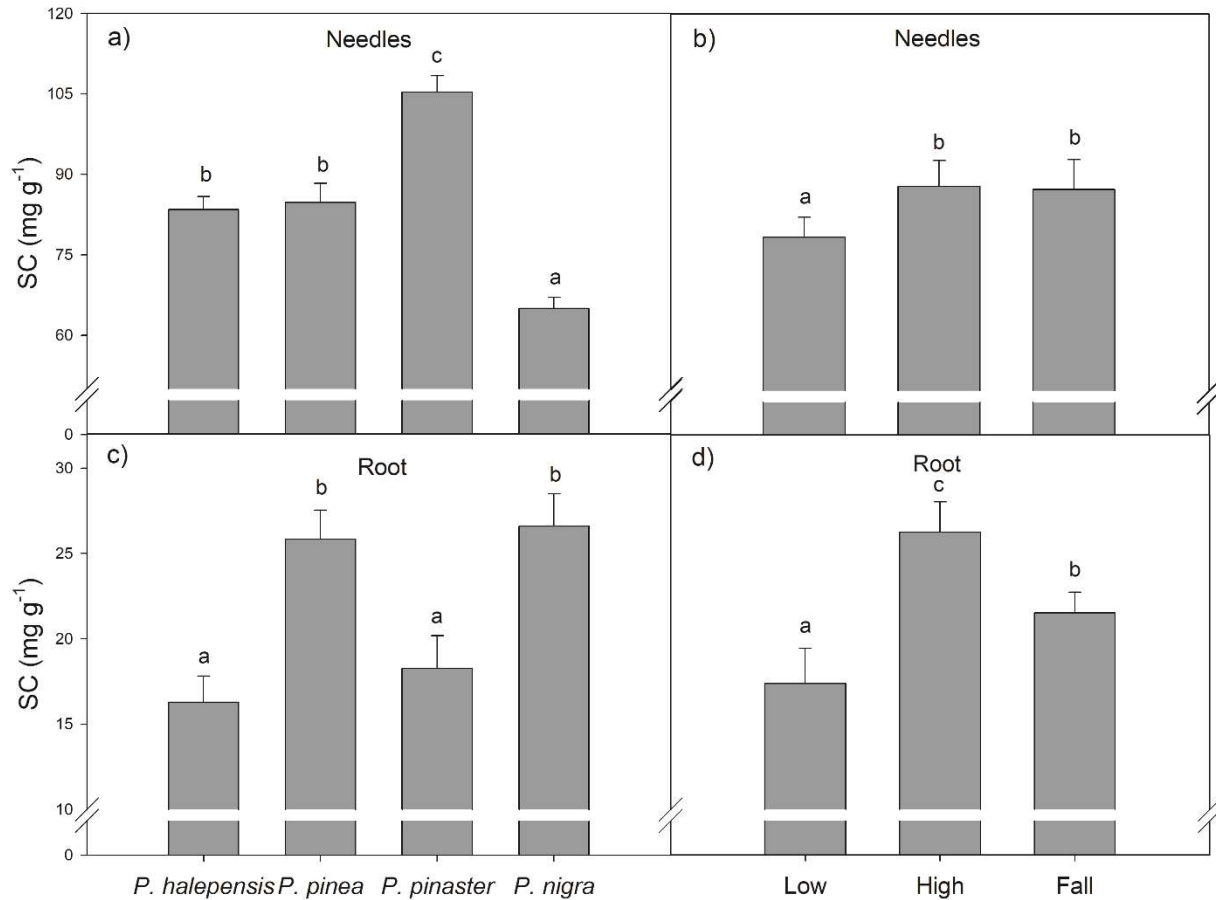 a) Needles
b) Needles
120
105
90
75
60
0
SC (mg g⁻¹)
b
b
c
a
a
b
b
c) Root
d) Root
30
25
20
15
10
0
SC (mg g⁻¹)
a
b
a
b
a
c
b
P. halepensis P. pinea P. pinaster P. nigra
Low High Fall